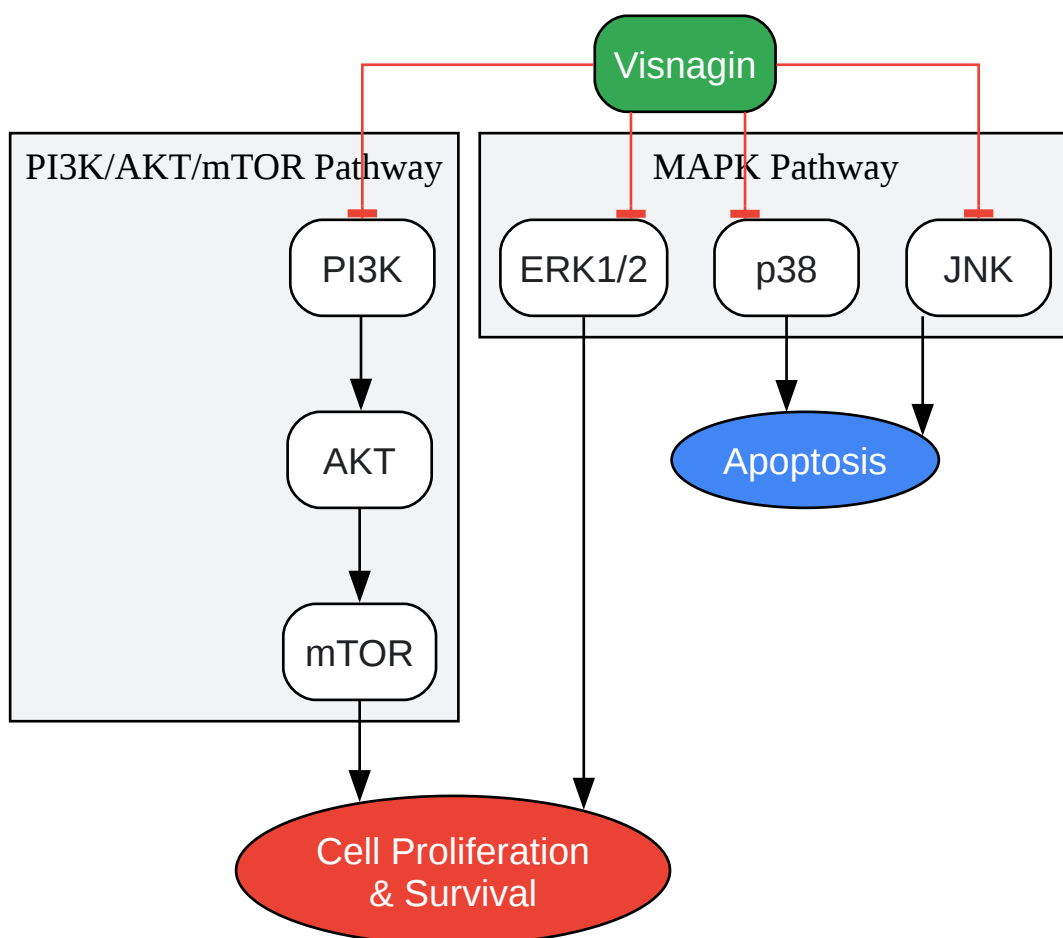 Visnagin
PI3K/AKT/mTOR Pathway
MAPK Pathway
PI3K
ERK1/2
p38
JNK
AKT
Apoptosis
mTOR
Cell Proliferation
& Survival